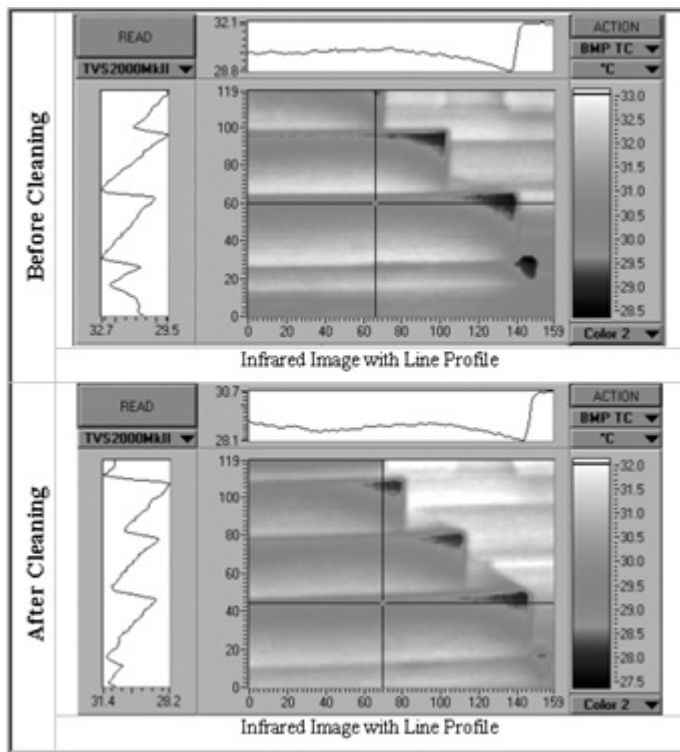 Before Cleaning
READ
TVS2000MkII
32.1
28.8
ACTION
BMP TC
°C
119
100
80
60
40
20
0
0 20 40 60 80 100 120 140 159
32.7 29.5
33.0
32.5
32.0
31.5
31.0
30.5
30.0
29.5
29.0
28.5
Color 2
Infrared Image with Line Profile
After Cleaning
READ
TVS2000MkII
30.7
28.1
ACTION
BMP TC
°C
119
100
80
60
40
20
0
0 20 40 60 80 100 120 140 159
31.4 28.2
32.0
31.5
31.0
30.5
30.0
29.5
29.0
28.5
28.0
27.5
Color 2
Infrared Image with Line Profile